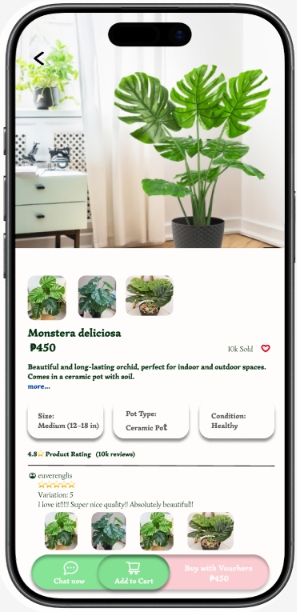 Monstera deliciosa
₱450
10k Sold
Beautiful and long-lasting orchid, perfect for indoor and outdoor spaces.
Comes in a ceramic pot with soil.
more...
Size:
Medium (12-18 in)
Pot Type:
Ceramic Pot
Condition:
Healthy
4.8⭐ Product Rating (10k reviews)
euverenglis
Variation: 5
I love it!!!! Super nice quality!! Absolutely beautiful!!
Chat now
Add to Cart
Buy with Vouchers
₱450